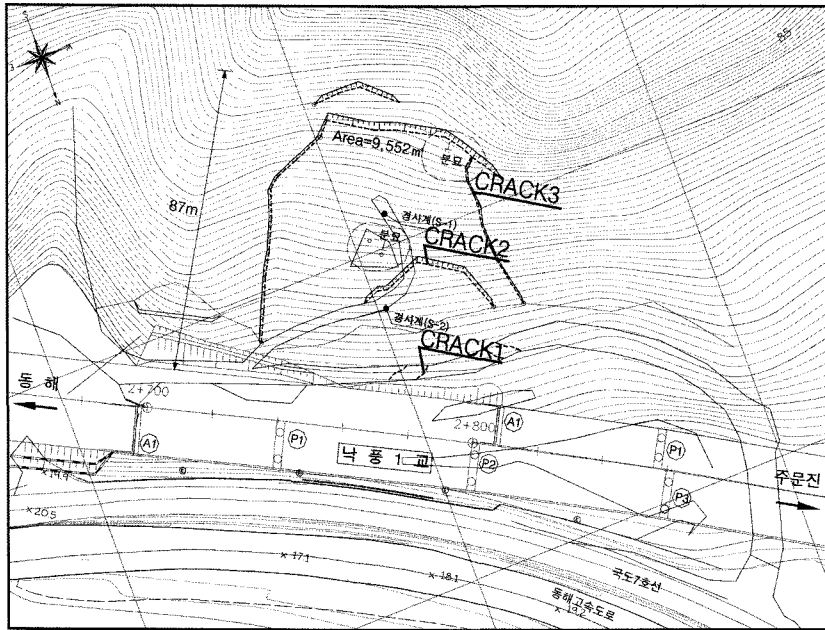 85
Area=9,552㎡
분묘
87m
CRACK3
경사계(S-1)
분묘
CRACK2
경사계(S-2)
CRACK1
동 해
2+700
A1
P1
낙 풍 1 교
2+800
P2
A1
P1
P3
주문진
×20.5
×17.1
×18.1
국도7호선
동해고속도로